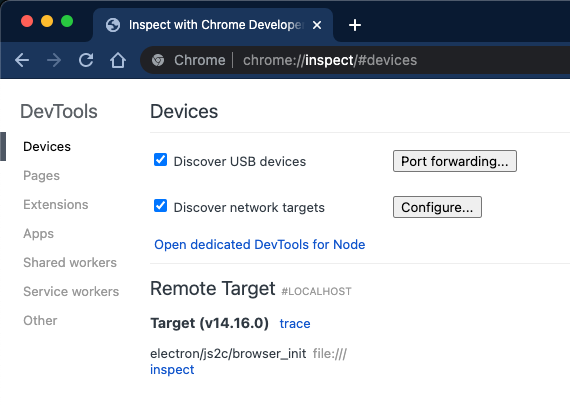 Inspect with Chrome Develope
Chrome | chrome://inspect/#devices
DevTools
Devices
Pages
Extensions
Apps
Shared workers
Service workers
Other
Devices
Discover USB devices
Port forwarding...
Discover network targets
Configure...
Open dedicated DevTools for Node
Remote Target #LOCALHOST
Target (v14.16.0) trace
electron/js2c/browser_init file:///
inspect